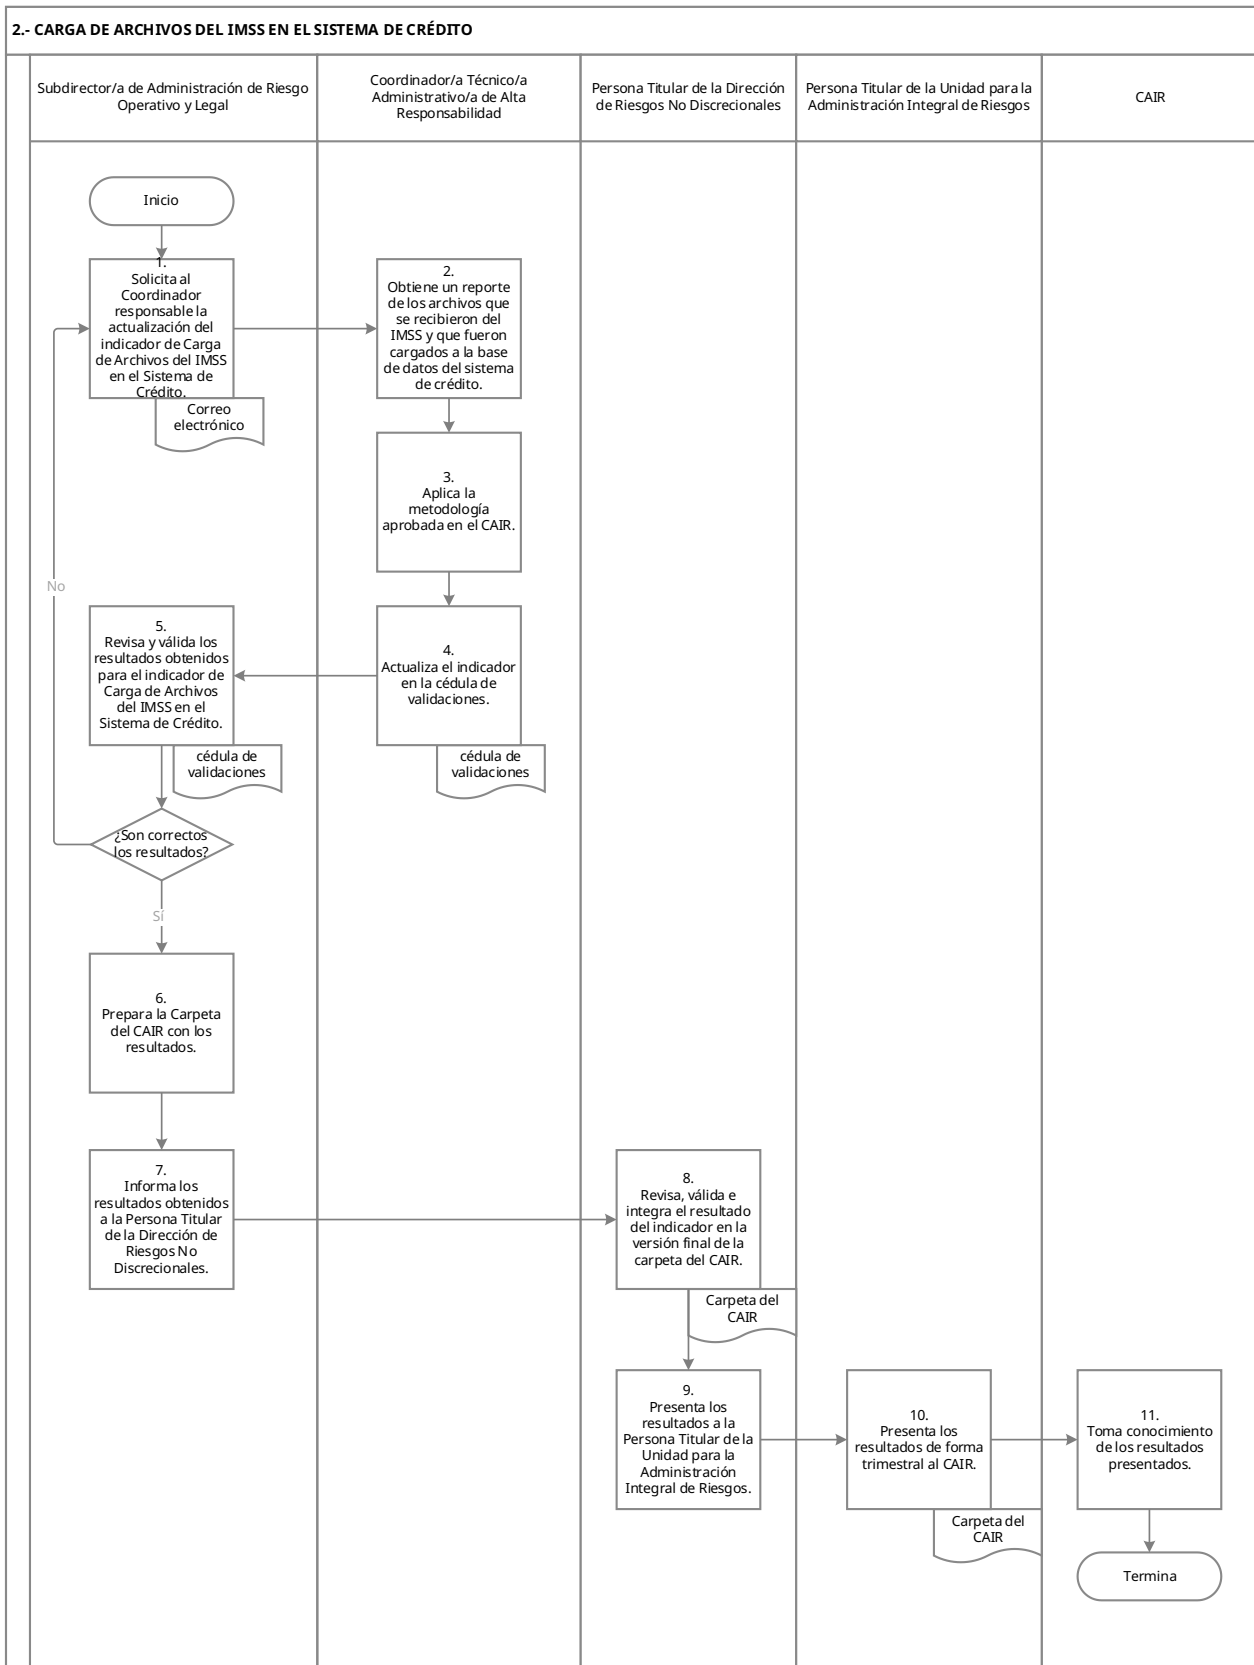 2.- CARGA DE ARCHIVOS DEL IMSS EN EL SISTEMA DE CRÉDITO
Subdirector/a de Administración de Riesgo
Operativo y Legal
Coordinador/a Técnico/a
Administrativo/a de Alta
Responsabilidad
Persona Titular de la Dirección
de Riesgos No Discrecionales
Persona Titular de la Unidad para la
Administración Integral de Riesgos
CAIR
Inicio
1.
Solicita al
Coordinador
responsable la
actualización del
indicador de Carga
de Archivos del IMSS
en el Sistema de
Crédito.
Correo
electrónico
2.
Obtiene un reporte
de los archivos que
se recibieron del
IMSS y que fueron
cargados a la base
de datos del sistema
de crédito.
3.
Aplica la
metodología
aprobada en el CAIR.
No
4.
Actualiza el indicador
en la cédula de
validaciones.
cédula de
validaciones
5.
Revisa y válida los
resultados obtenidos
para el indicador de
Carga de Archivos
del IMSS en el
Sistema de Crédito.
cédula de
validaciones
¿Son correctos
los resultados?
Sí
6.
Prepara la Carpeta
del CAIR con los
resultados.
7.
Informa los
resultados obtenidos
a la Persona Titular
de la Dirección de
Riesgos No
Discrecionales.
8.
Revisa, válida e
integra el resultado
del indicador en la
versión final de la
carpeta del CAIR.
Carpeta del
CAIR
9.
Presenta los
resultados a la
Persona Titular de la
Unidad para la
Administración
Integral de Riesgos.
10.
Presenta los
resultados de forma
trimestral al CAIR.
Carpeta del
CAIR
11.
Toma conocimiento
de los resultados
presentados.
Termina